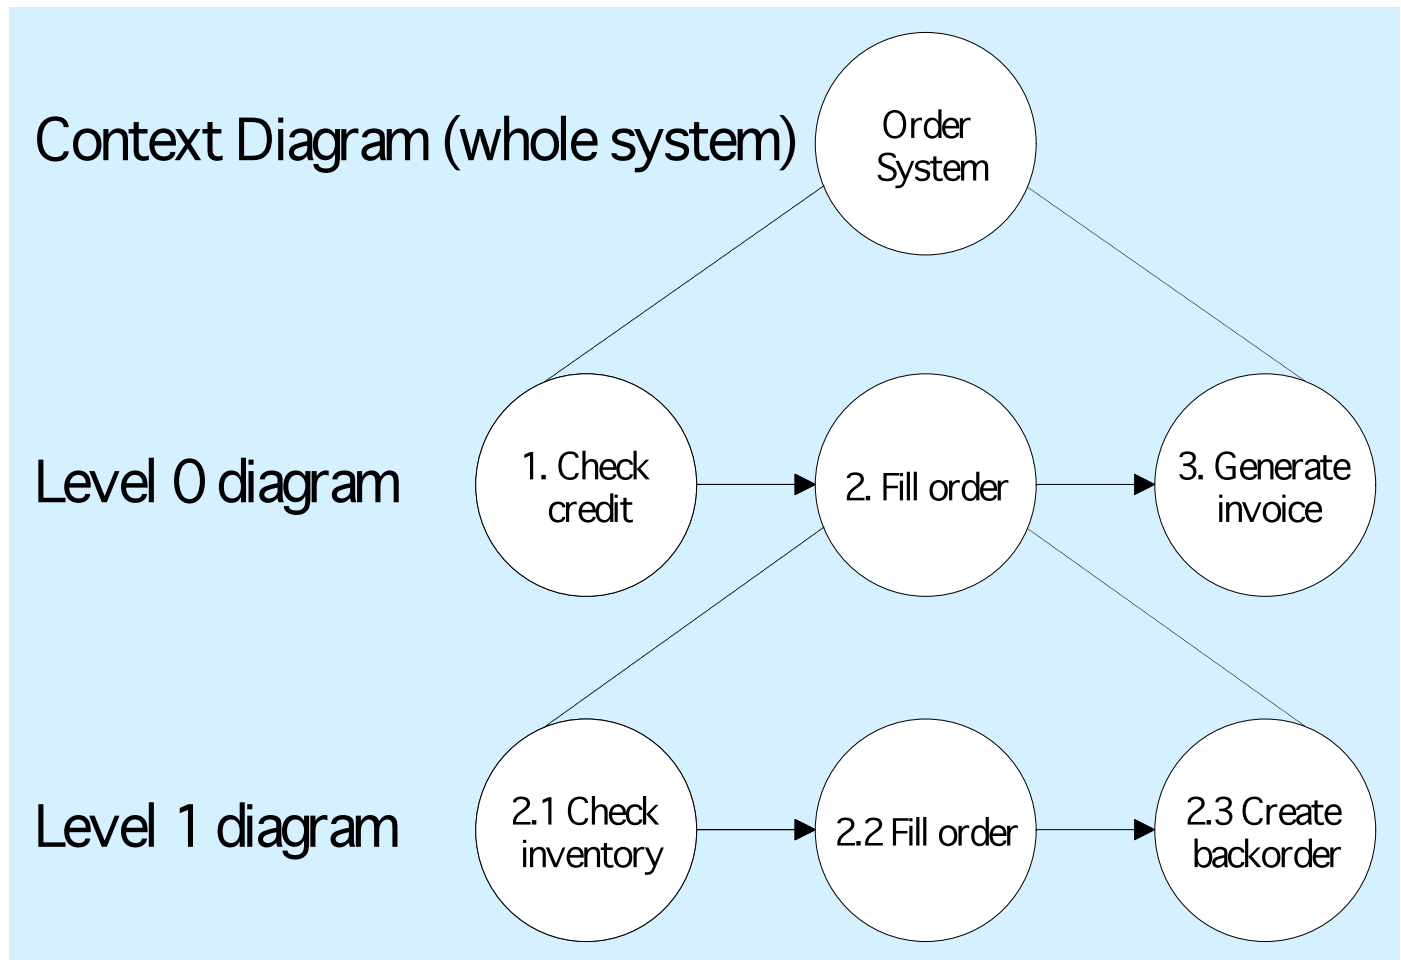 Context Diagram (whole system)
Order
System
Level 0 diagram
1. Check
credit
2. Fill order
3. Generate
invoice
Level 1 diagram
2.1 Check
inventory
2.2 Fill order
2.3 Create
backorder